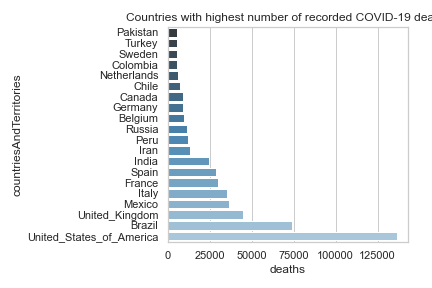 Countries with highest number of recorded COVID-19 dea
Pakistan
Turkey
Sweden
Colombia
Netherlands
Chile
Canada
Germany
Belgium
Russia
Peru
Iran
India
Spain
France
Italy
Mexico
United_Kingdom
Brazil
United_States_of_America
countriesAndTerritories
0 25000 50000 75000 100000 125000
deaths